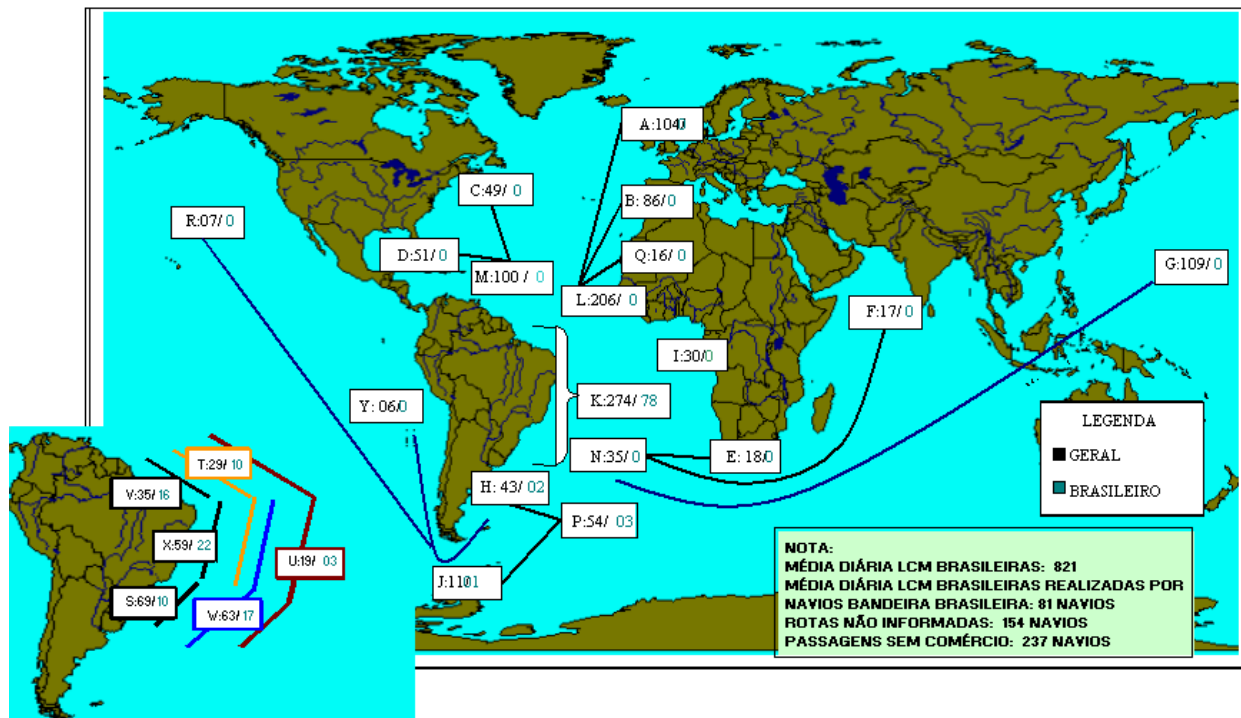 A:104/0
C:49/ 0
B: 86/0
R:07/ 0
D:51/ 0
Q:16/ 0
G:109/ 0
M:100 / 0
L:206/ 0
F:17/ 0
I:30/0
Y: 06/0
K:274/ 78
LEGENDA
GERAL
BRASILEIRO
N:35/ 0
E: 18/0
H: 43/ 02
P:54/ 03
T:29/ 10
V:35/ 16
X:59/ 22
U:19/ 03
S:69/ 10
W:63/ 17
NOTA:
MÉDIA DIÁRIA LCM BRASILEIRAS: 821
MÉDIA DIÁRIA LCM BRASILEIRAS REALIZADAS POR
NAVIOS BANDEIRA BRASILEIRA: 81 NAVIOS
ROTAS NÃO INFORMADAS: 154 NAVIOS
PASSAGENS SEM COMÉRCIO: 237 NAVIOS